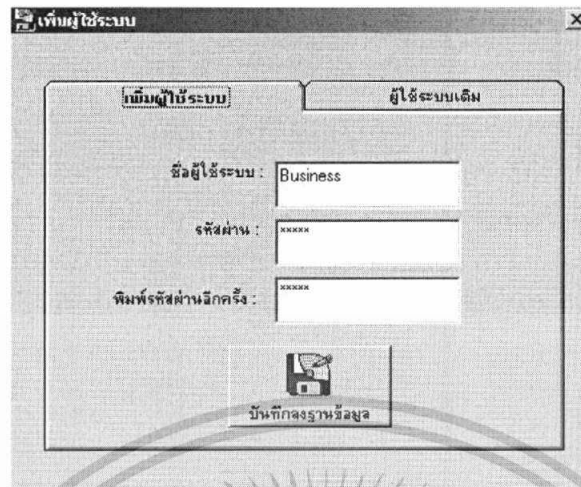 เพิ่มผู้ใช้ระบบ
เพิ่มผู้ใช้ระบบ ผู้ใช้ระบบเดิม
ชื่อผู้ใช้ระบบ : Business
รหัสผ่าน : xxxxx
พิมพ์รหัสผ่านอีกครั้ง : xxxxx
บันทึกลงฐานข้อมูล